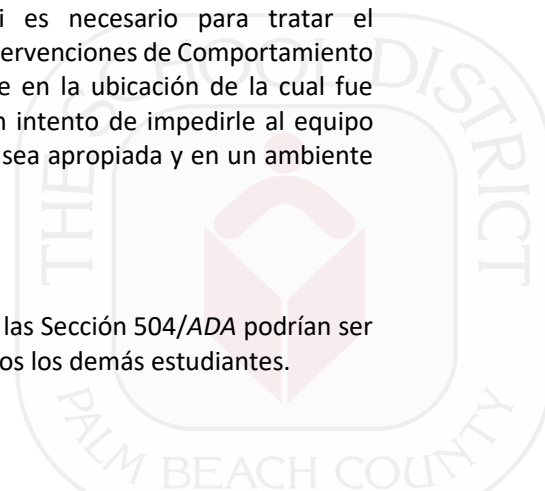 i es necesario para tratar el
ervenciones de Comportamiento
e en la ubicación de la cual fue
n intento de impedirle al equipo
sea apropiada y en un ambiente
las Sección 504/ADA podrían ser
os los demás estudiantes.
THE SCHOOL DISTRICT
PALM BEACH COUNTY